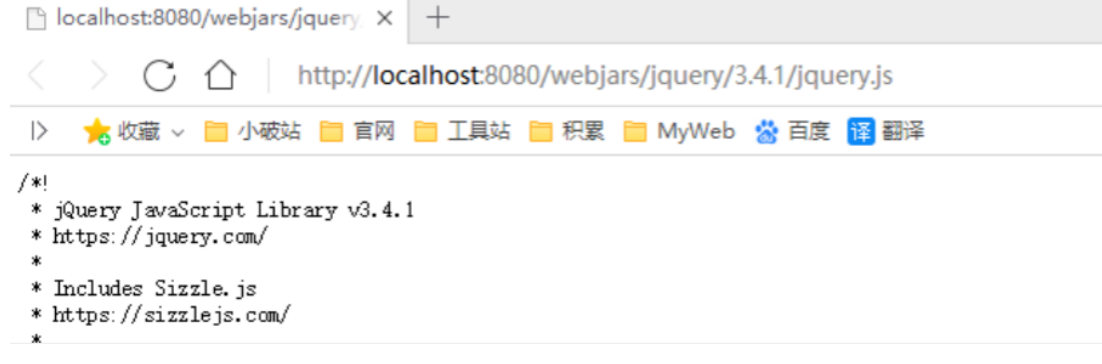 localhost:8080/webjars/jquery
http://localhost:8080/webjars/jquery/3.4.1/jquery.js
收藏 小破站 官网 工具站 积累 MyWeb 百度 译 翻译
/*!
* jQuery JavaScript Library v3.4.1
* https://jquery.com/
*
* Includes Sizzle.js
* https://sizzlejs.com/
*